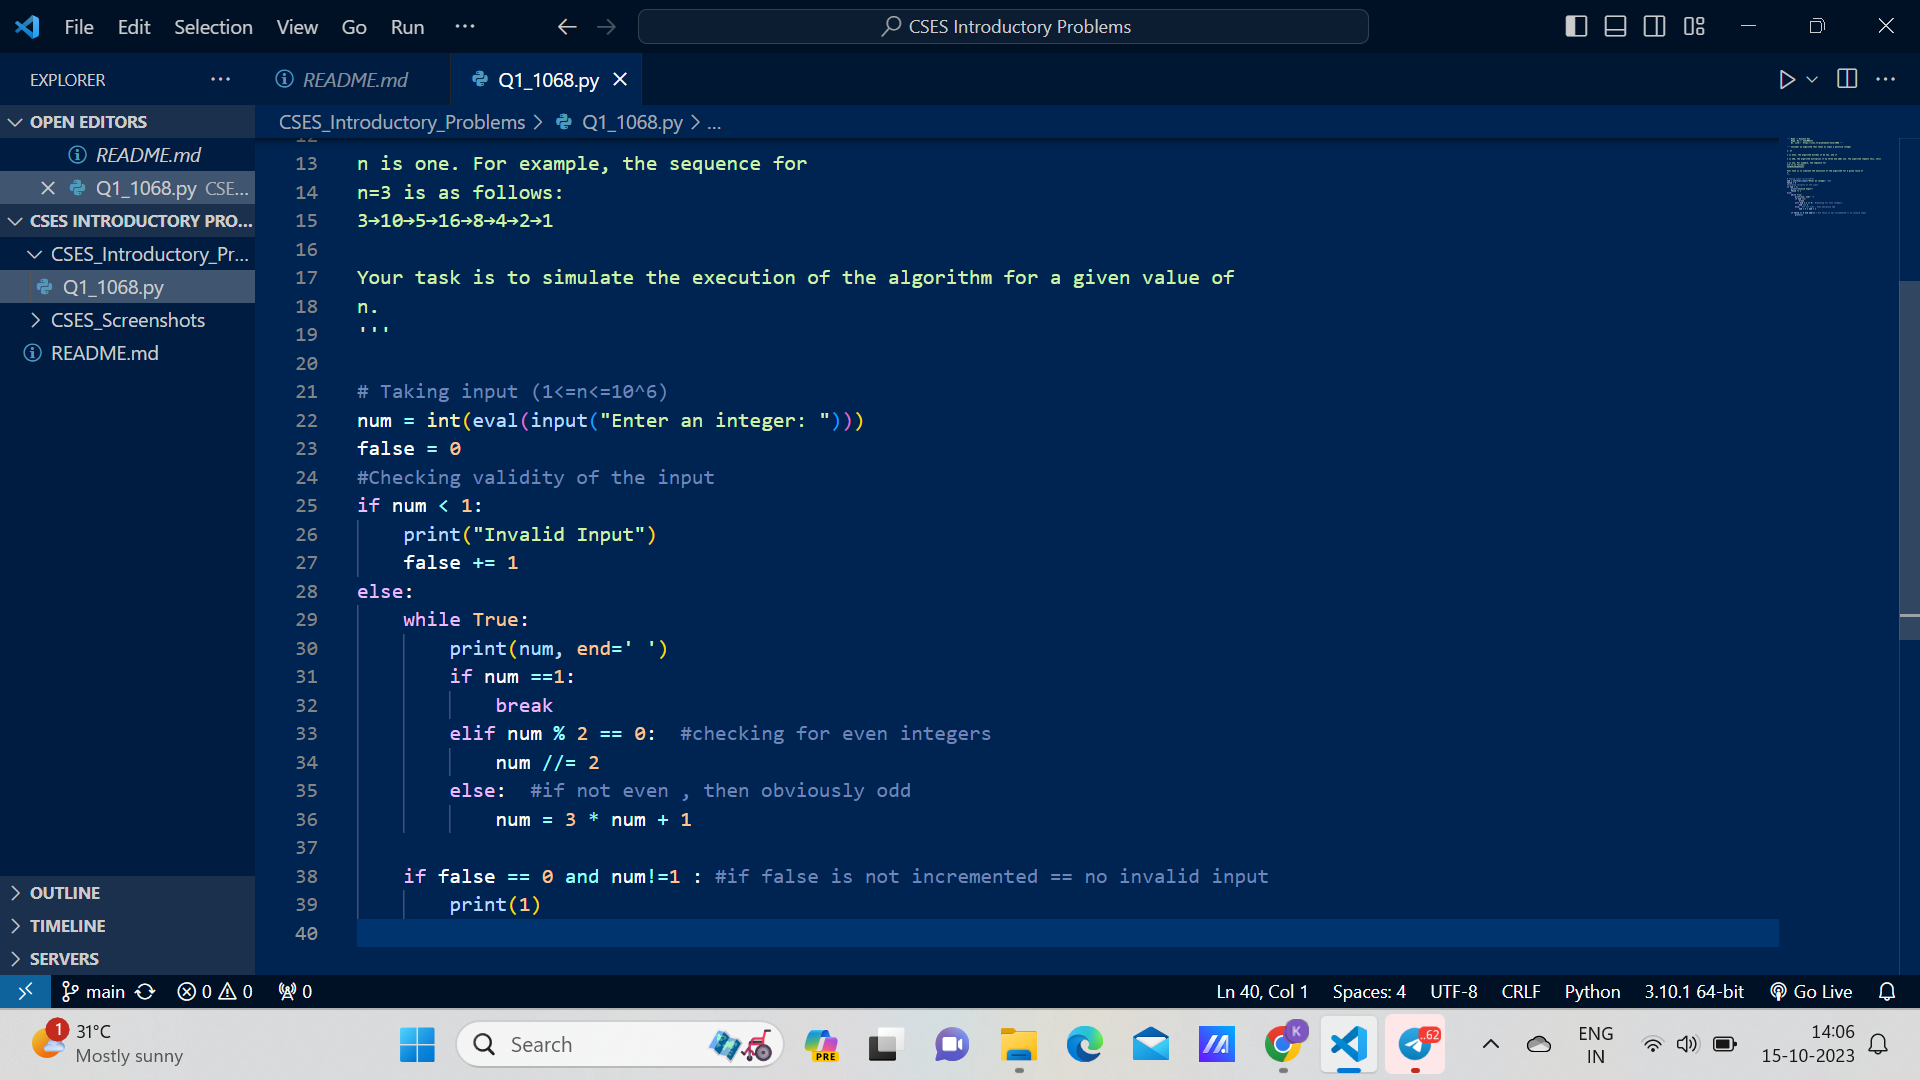 File Edit Selection View Go Run ...
CSES Introductory Problems
EXPLORER ...
README.md
Q1_1068.py
OPEN EDITORS
README.md
Q1_1068.py CSE...
CSES INTRODUCTORY PRO...
CSES_Introductory_Pr...
Q1_1068.py
CSES_Screenshots
README.md
OUTLINE
TIMELINE
SERVERS
CSES_Introductory_Problems > Q1_1068.py > ...
12
13 n is one. For example, the sequence for
14 n=3 is as follows:
15 3→10→5→16→8→4→2→1
16
17 Your task is to simulate the execution of the algorithm for a given value of
18 n.
19 '''
20
21 # Taking input (1<=n<=10^6)
22 num = int(eval(input("Enter an integer: ")))
23 false = 0
24 #Checking validity of the input
25 if num < 1:
26     print("Invalid Input")
27     false += 1
28 else:
29     while True:
30         print(num, end=' ')
31         if num ==1:
32             break
33         elif num % 2 == 0:  #checking for even integers
34             num //= 2
35         else:  #if not even , then obviously odd
36             num = 3 * num + 1
37
38     if false == 0 and num!=1 : #if false is not incremented == no invalid input
39         print(1)
40
main 0 0 0
Ln 40, Col 1 Spaces: 4 UTF-8 CRLF Python 3.10.1 64-bit Go Live
1
31°C
Mostly sunny
Search
PRE
K
62
ENG
IN
14:06
15-10-2023